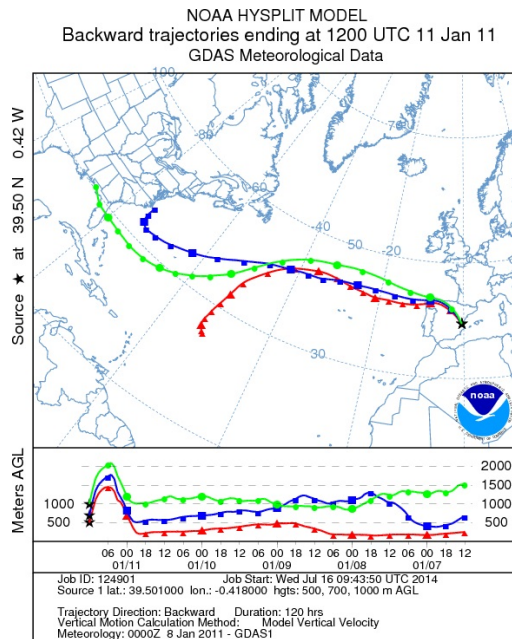 NOAA HYSPLIT MODEL
Backward trajectories ending at 1200 UTC 11 Jan 11
GDAS Meteorological Data
Source ★ at 39.50 N 0.42 W
100
80
70
60
50
40
-20
30
noaa
Meters AGL
2000
1500
1000 1000
500 500
06 00 18 12 06 00 18 12 06 00 18 12 06 00 18 12 06 00 18 12
01/11 01/10 01/09 01/08 01/07
Job ID: 124901 Job Start: Wed Jul 16 09:43:50 UTC 2014
Source 1 lat.: 39.501000 lon.: -0.418000 hgts: 500, 700, 1000 m AGL
Trajectory Direction: Backward Duration: 120 hrs
Vertical Motion Calculation Method: Model Vertical Velocity
Meteorology: 0000Z 8 Jan 2011 - GDAS1